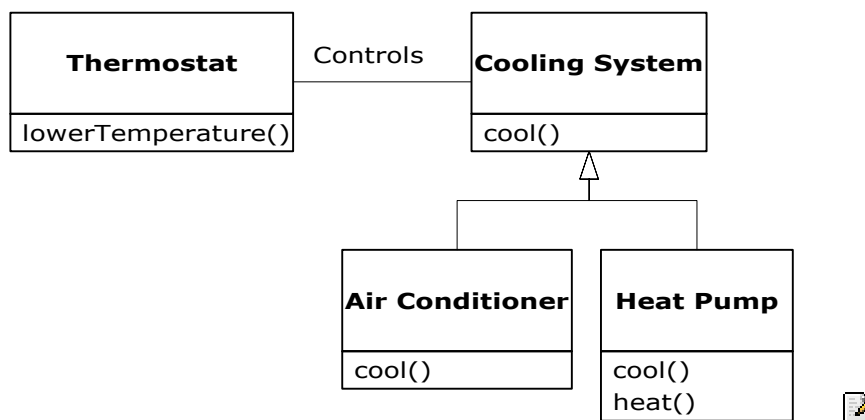 Thermostat
Controls
Cooling System
lowerTemperature()
cool()
Air Conditioner
Heat Pump
cool()
cool()
heat()